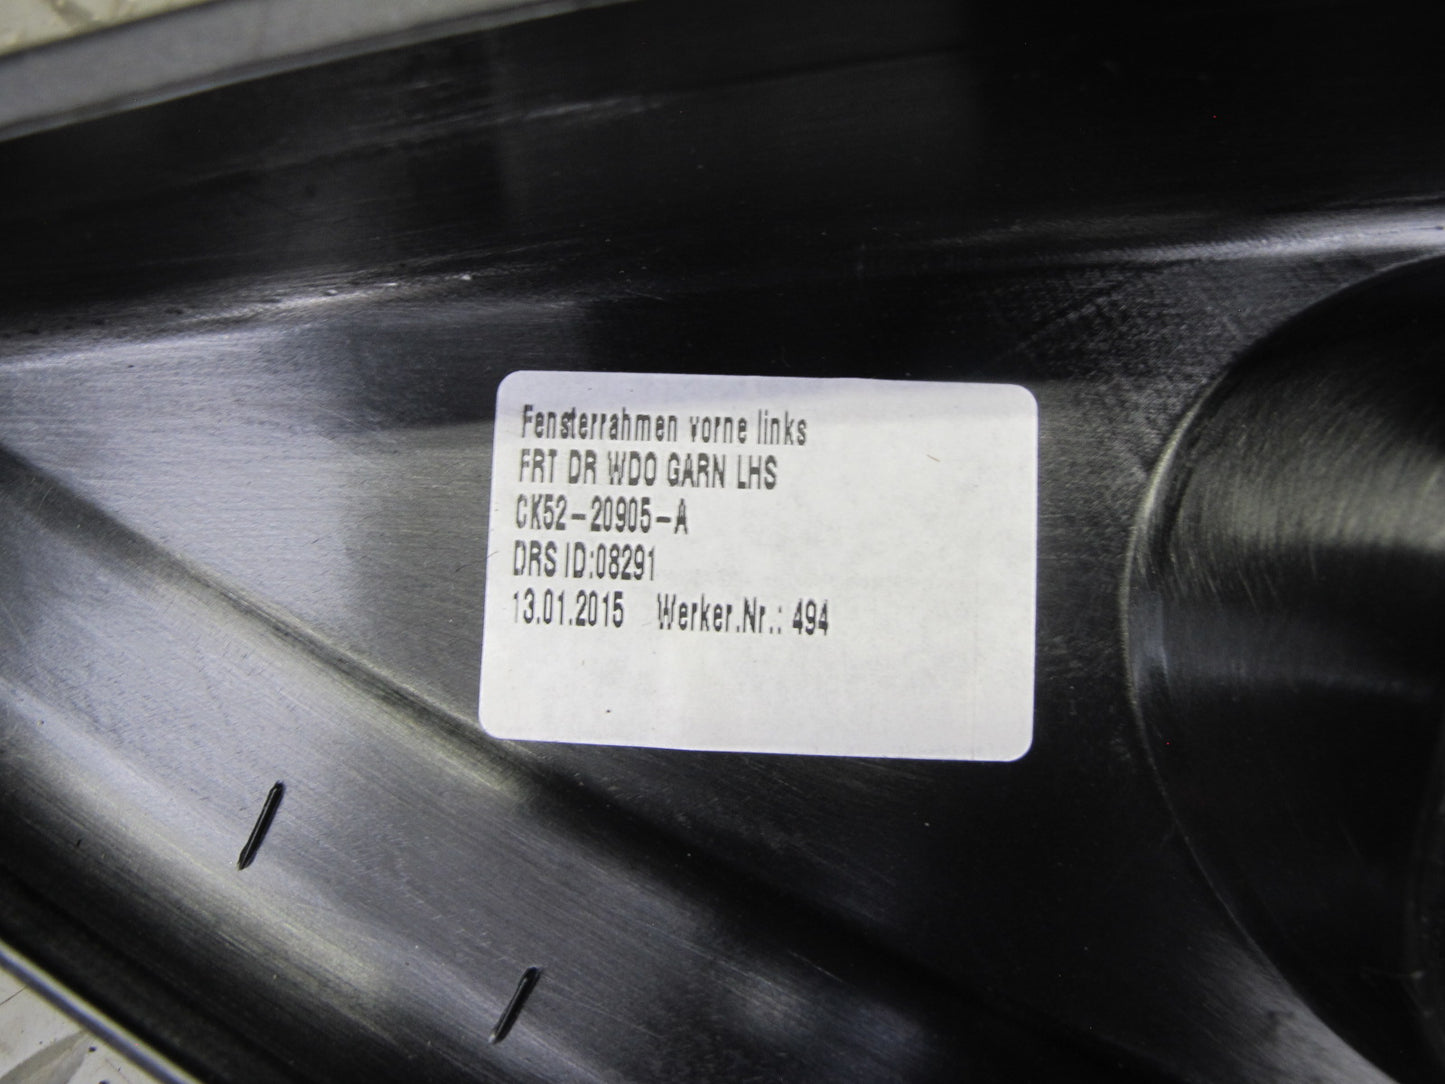 Fensterrahmen vorne links
FRT DR WDO GARN LHS
CK52-20905-A
DRS ID:08291
13.01.2015 Werker.Nr.: 494